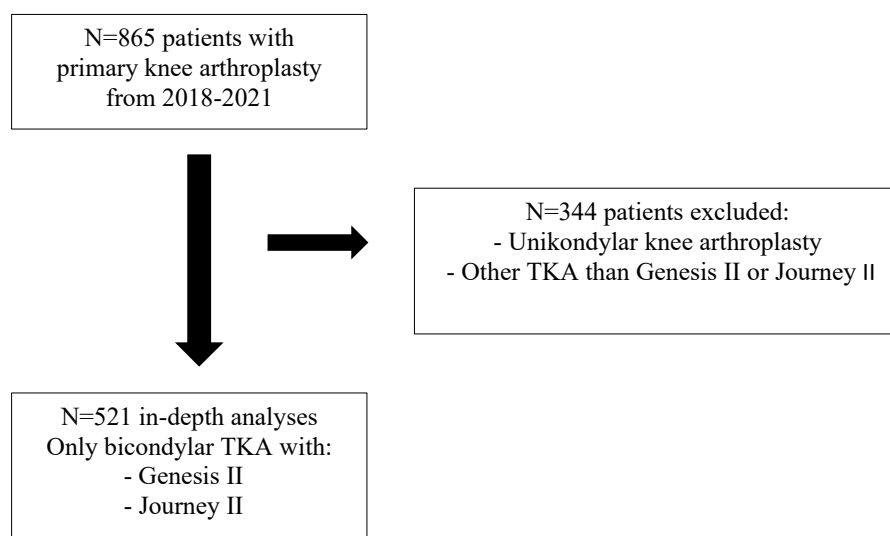 N=865 patients with
primary knee arthroplasty
from 2018-2021
N=344 patients excluded:
- Unikondylar knee arthroplasty
- Other TKA than Genesis II or Journey II
N=521 in-depth analyses
Only bicondylar TKA with:
- Genesis II
- Journey II